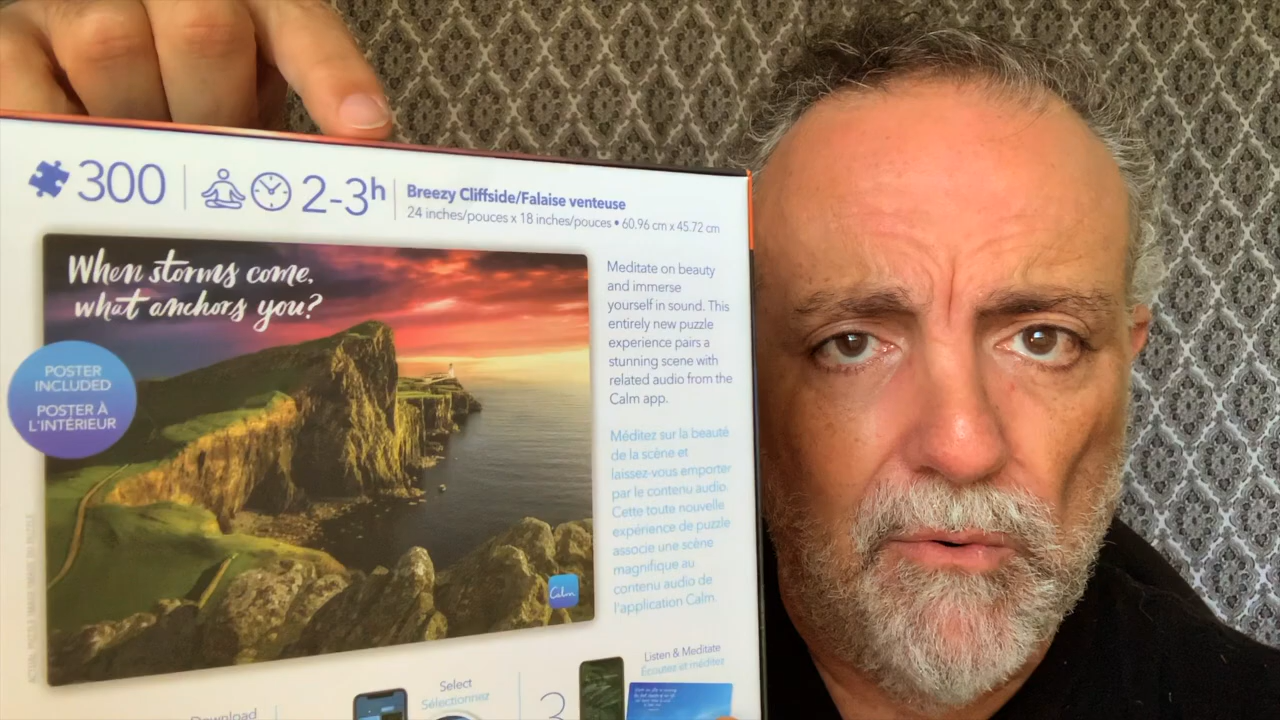 300
2-3h
Breezy Cliffside/Falaise venteuse
24 inches/pouces x 18 inches/pouces • 60.96 cm x 45.72 cm
When storms come,
what anchors you?
POSTER
INCLUDED
POSTER À
L'INTÉRIEUR
Calm
Meditate on beauty
and immerse
yourself in sound. This
entirely new puzzle
experience pairs a
stunning scene with
related audio from the
Calm app.
Méditez sur la beauté
de la scène et
laissez-vous emporter
par le contenu audio.
Cette toute nouvelle
expérience de puzzle
associe une scène
magnifique au
contenu audio de
l'application Calm.
Download
Select
Sélectionnez
3
Listen & Meditate
Écoutez et méditez